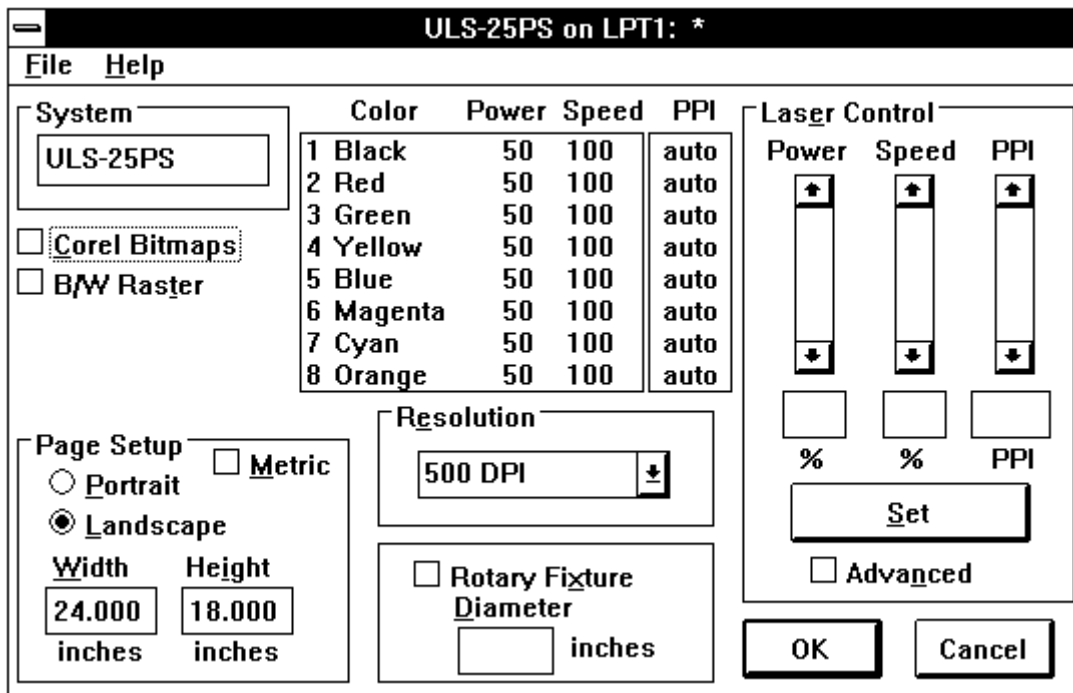 ULS-25PS on LPT1: *
File Help
System
ULS-25PS
Corel Bitmaps
B/W Raster
Color Power Speed PPI
1 Black 50 100 auto
2 Red 50 100 auto
3 Green 50 100 auto
4 Yellow 50 100 auto
5 Blue 50 100 auto
6 Magenta 50 100 auto
7 Cyan 50 100 auto
8 Orange 50 100 auto
Laser Control
Power Speed PPI
% % PPI
Set
Advanced
Page Setup
Metric
Portrait
Landscape
Width Height
24.000 18.000
inches inches
Resolution
500 DPI
Rotary Fixture
Diameter
inches
OK Cancel